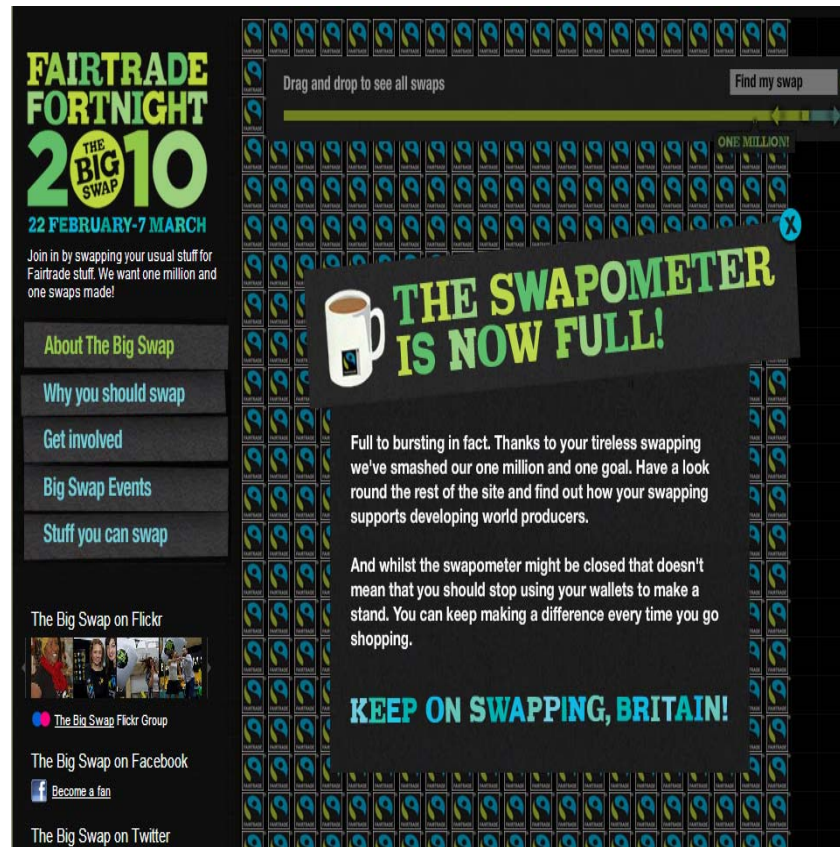 FAIRTRADE
FORTNIGHT
2010
THE
BIG
SWAP
22 FEBRUARY-7 MARCH
Join in by swapping your usual stuff for
Fairtrade stuff. We want one million and
one swaps made!
About The Big Swap
Why you should swap
Get involved
Big Swap Events
Stuff you can swap
The Big Swap on Flickr
The Big Swap Flickr Group
The Big Swap on Facebook
Become a fan
The Big Swap on Twitter
Drag and drop to see all swaps
Find my swap
ONE MILLION!
X
THE SWAPOMETER
IS NOW FULL!
Full to bursting in fact. Thanks to your tireless swapping
we've smashed our one million and one goal. Have a look
round the rest of the site and find out how your swapping
supports developing world producers.
And whilst the swapometer might be closed that doesn't
mean that you should stop using your wallets to make a
stand. You can keep making a difference every time you go
shopping.
KEEP ON SWAPPING, BRITAIN!
FAIRTRADE